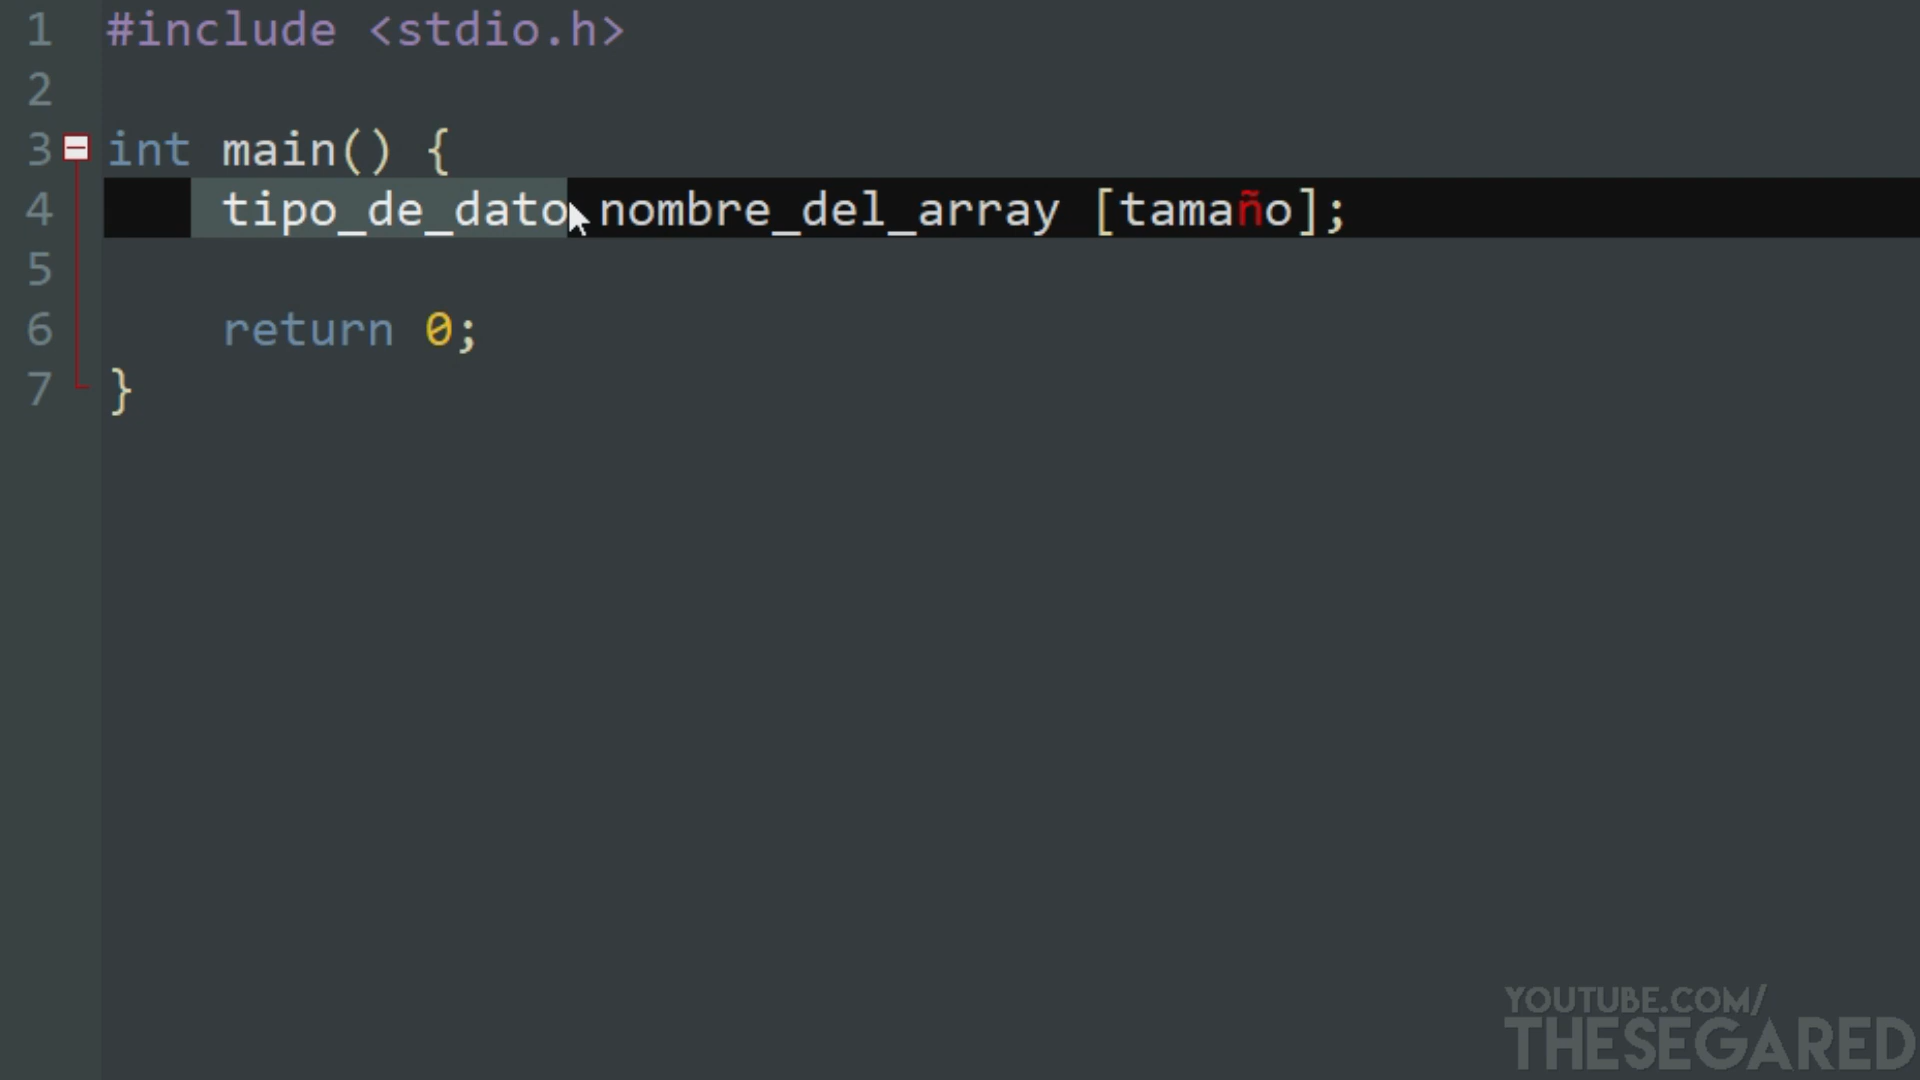 1 #include <stdio.h>
2
3 int main() {
4 tipo_de_dato nombre_del_array [tamaño];
5
6 return 0;
7 }
YOUTUBE.COM/
THESEGARED